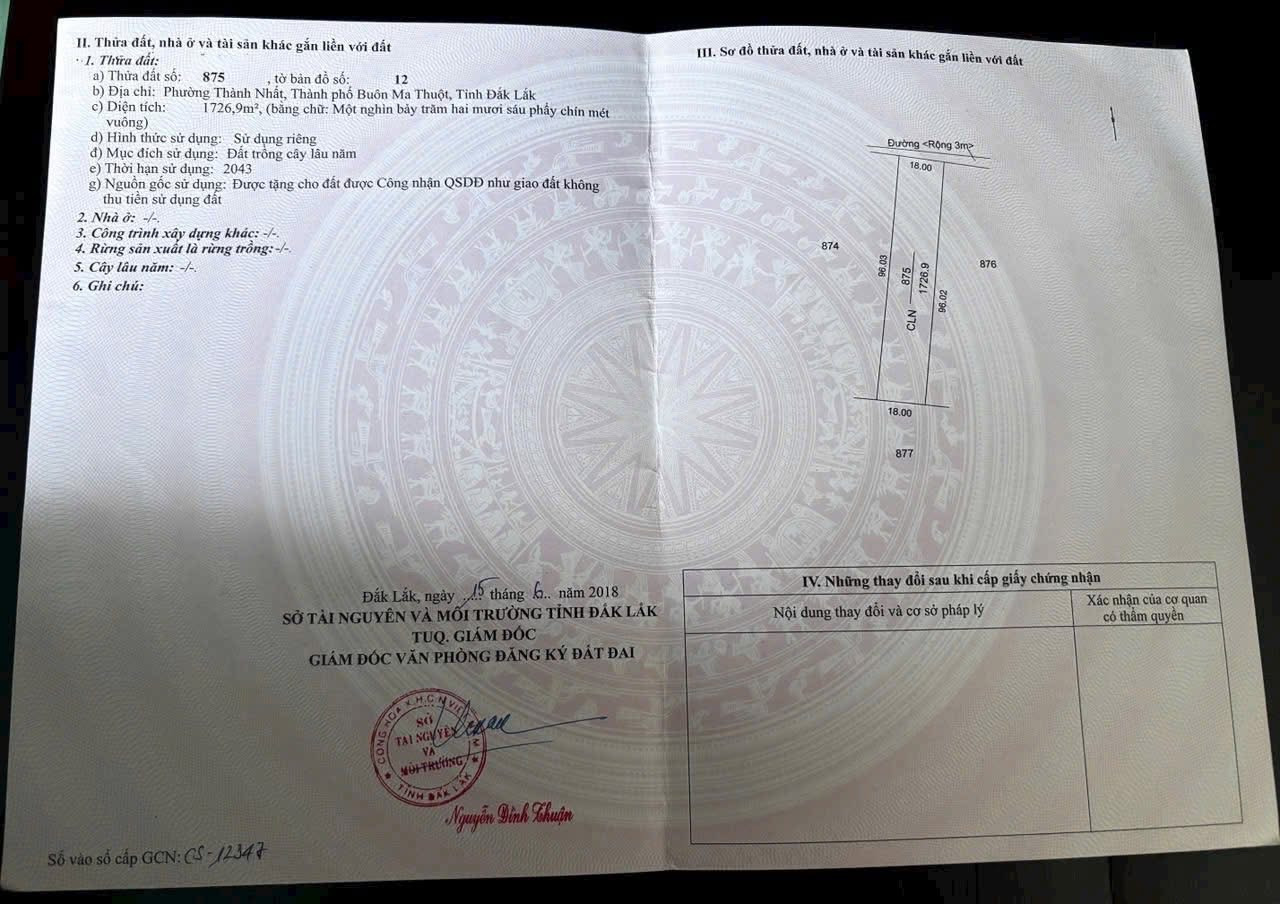 II. Thửa đất, nhà ở và tài sản khác gắn liền với đất
1. Thửa đất:
a) Thửa đất số: 875 , tờ bản đồ số: 12
b) Địa chỉ: Phường Thành Nhất, Thành phố Buôn Ma Thuột, Tỉnh Đắk Lắk
c) Diện tích: 1726,9m², (bằng chữ: Một nghìn bảy trăm hai mươi sáu phẩy chín mét
vuông)
d) Hình thức sử dụng: Sử dụng riêng
đ) Mục đích sử dụng: Đất trồng cây lâu năm
e) Thời hạn sử dụng: 2043
g) Nguồn gốc sử dụng: Được tặng cho đất được Công nhận QSDĐ như giao đất không
thu tiền sử dụng đất
2. Nhà ở: -/-.
3. Công trình xây dựng khác: -/-.
4. Rừng sản xuất là rừng trồng: -/-
5. Cây lâu năm: -/-.
6. Ghi chú:
Đắk Lắk, ngày 15 tháng 6 năm 2018
SỞ TÀI NGUYÊN VÀ MÔI TRƯỜNG TỈNH ĐẮK LẮK
TUQ. GIÁM ĐỐC
GIÁM ĐỐC VĂN PHÒNG ĐĂNG KÝ ĐẤT ĐAI
CỘNG HÒA X.H.C.N VIỆT NAM
SỞ
TÀI NGUYÊN
VÀ
MÔI TRƯỜNG
TỈNH ĐẮK LẮK
Nguyễn Đình Thuận
Số vào sổ cấp GCN: CS-12347
III. Sơ đồ thửa đất, nhà ở và tài sản khác gắn liền với đất
Đường <Rộng 3m>
18.00
874
96.03
CLN
875
1726.9
96.02
876
18.00
877
IV. Những thay đổi sau khi cấp giấy chứng nhận
Nội dung thay đổi và cơ sở pháp lý
Xác nhận của cơ quan
có thẩm quyền